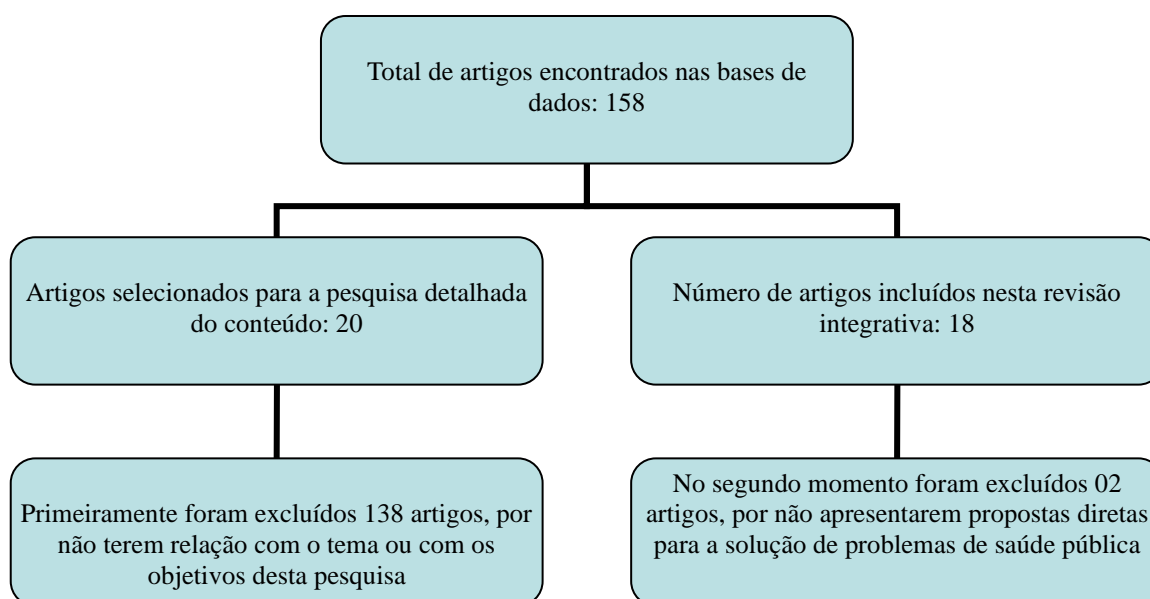 Total de artigos encontrados nas bases de
dados: 158
Artigos selecionados para a pesquisa detalhada
do conteúdo: 20
Número de artigos incluídos nesta revisão
integrativa: 18
Primeiramente foram excluídos 138 artigos, por
não terem relação com o tema ou com os
objetivos desta pesquisa
No segundo momento foram excluídos 02
artigos, por não apresentarem propostas diretas
para a solução de problemas de saúde pública